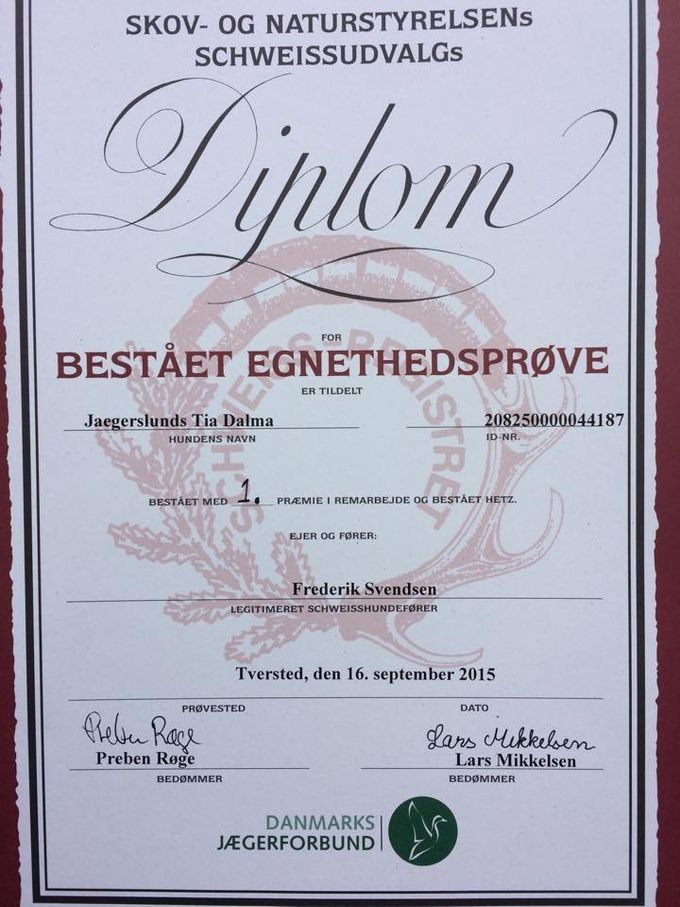 SKOV- OG NATURSTYRELSENs
SCHWEISSUDVALGs
Diplom
FOR
BESTÅET EGNETHEDSPRØVE
ER TILDELT
Jaegerslunds Tia Dalma 208250000044187
HUNDENS NAVN ID-NR.
SCHWEISS-REGISTRET
BESTÅET MED 1. PRÆMIE I REMARBEJDE OG BESTÅET HETZ.
EJER OG FØRER:
Frederik Svendsen
LEGITIMERET SCHWEISSHUNDEFØRER
Tversted, den 16. september 2015
PRØVESTED DATO
Preben Røge Lars Mikkelsen
Preben Røge Lars Mikkelsen
BEDØMMER BEDØMMER
DANMARKS
JÆGERFORBUND